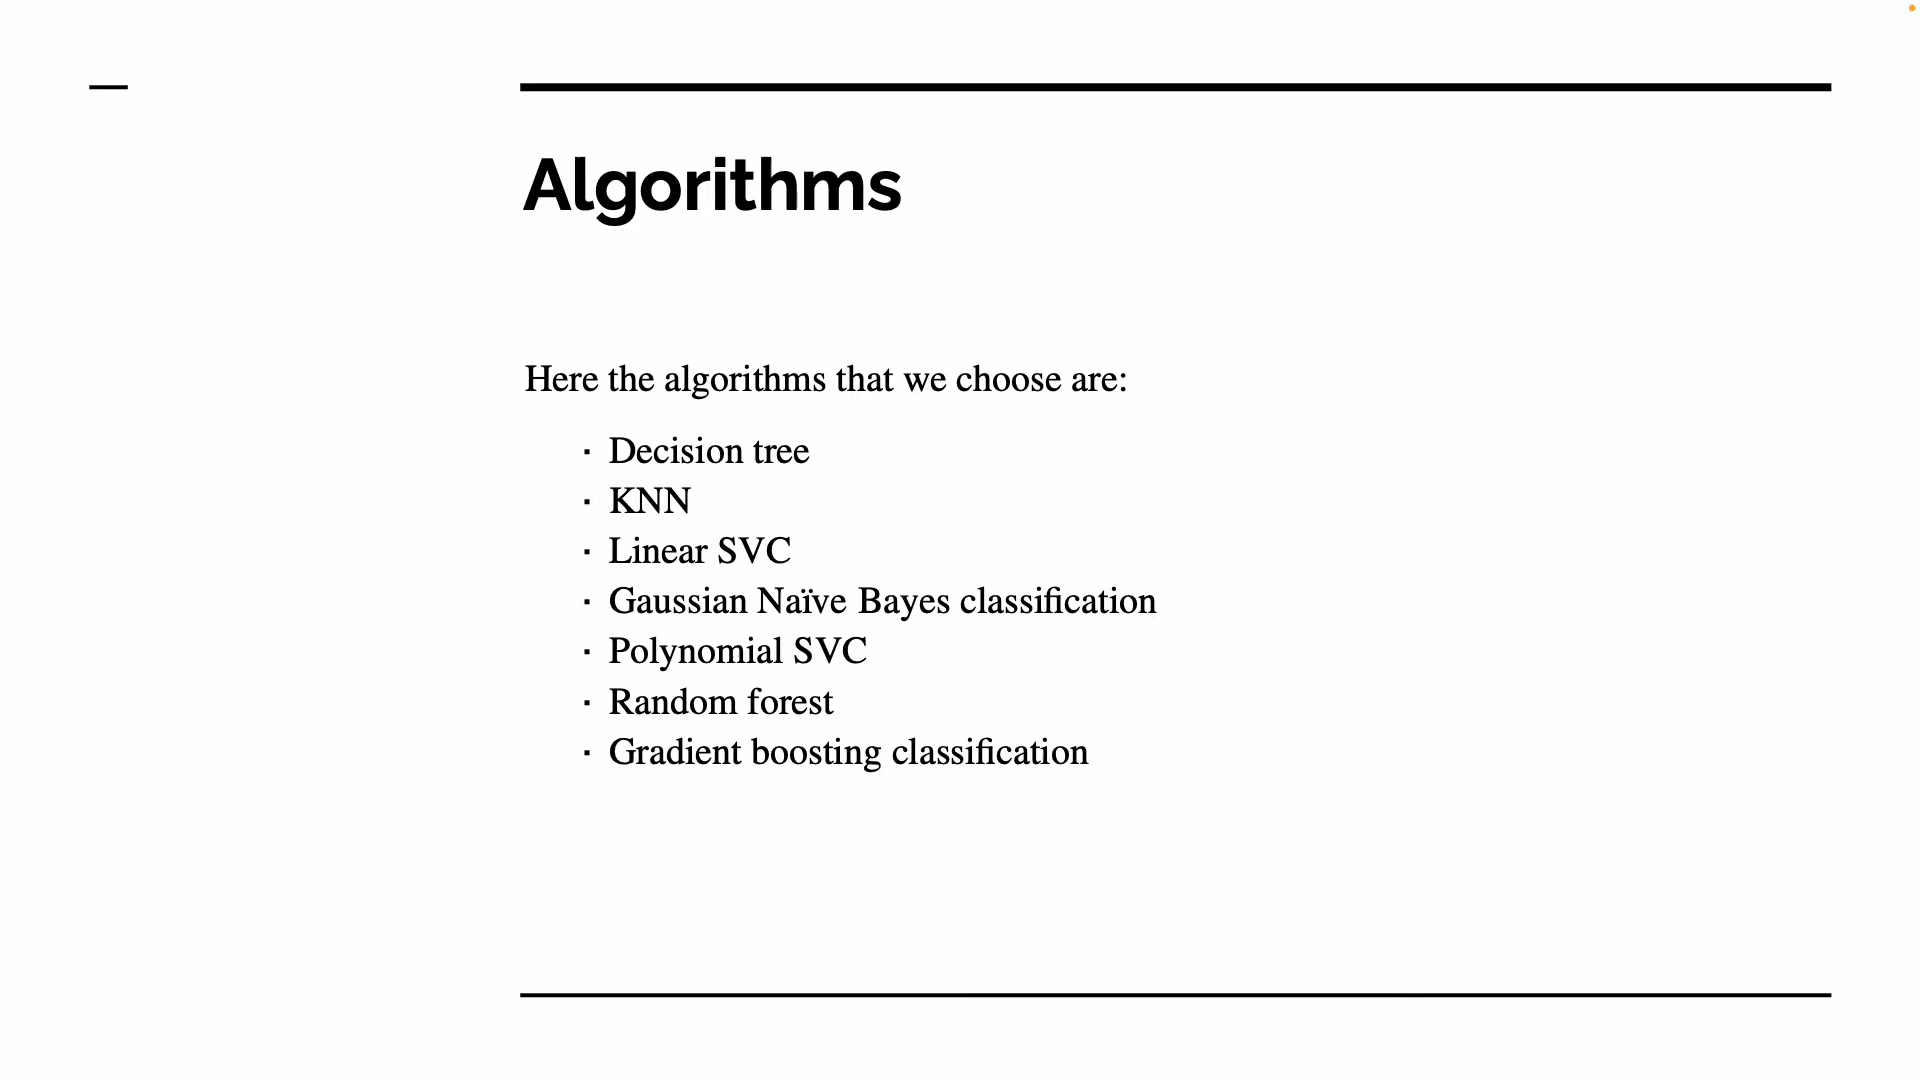 Algorithms
Here the algorithms that we choose are:
· Decision tree
· KNN
· Linear SVC
· Gaussian Naïve Bayes classification
· Polynomial SVC
· Random forest
· Gradient boosting classification